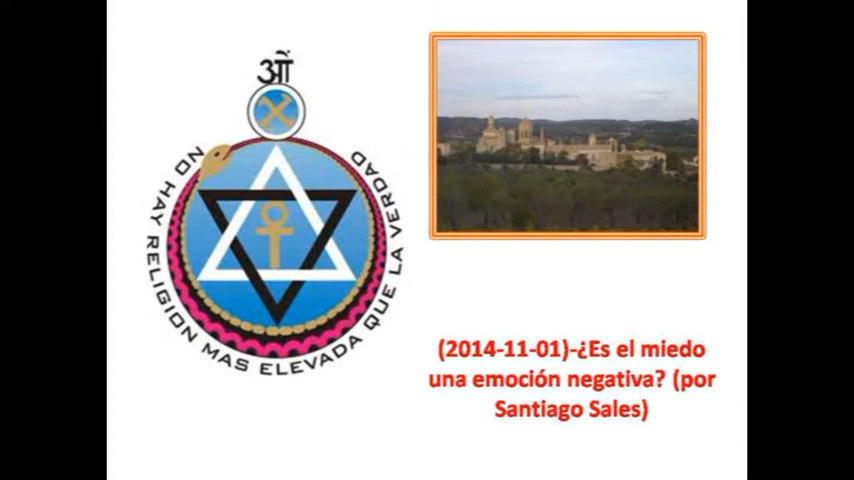 ओं
NO HAY RELIGION MAS ELEVADA QUE LA VERDAD
(2014-11-01)-¿Es el miedo
una emoción negativa? (por
Santiago Sales)